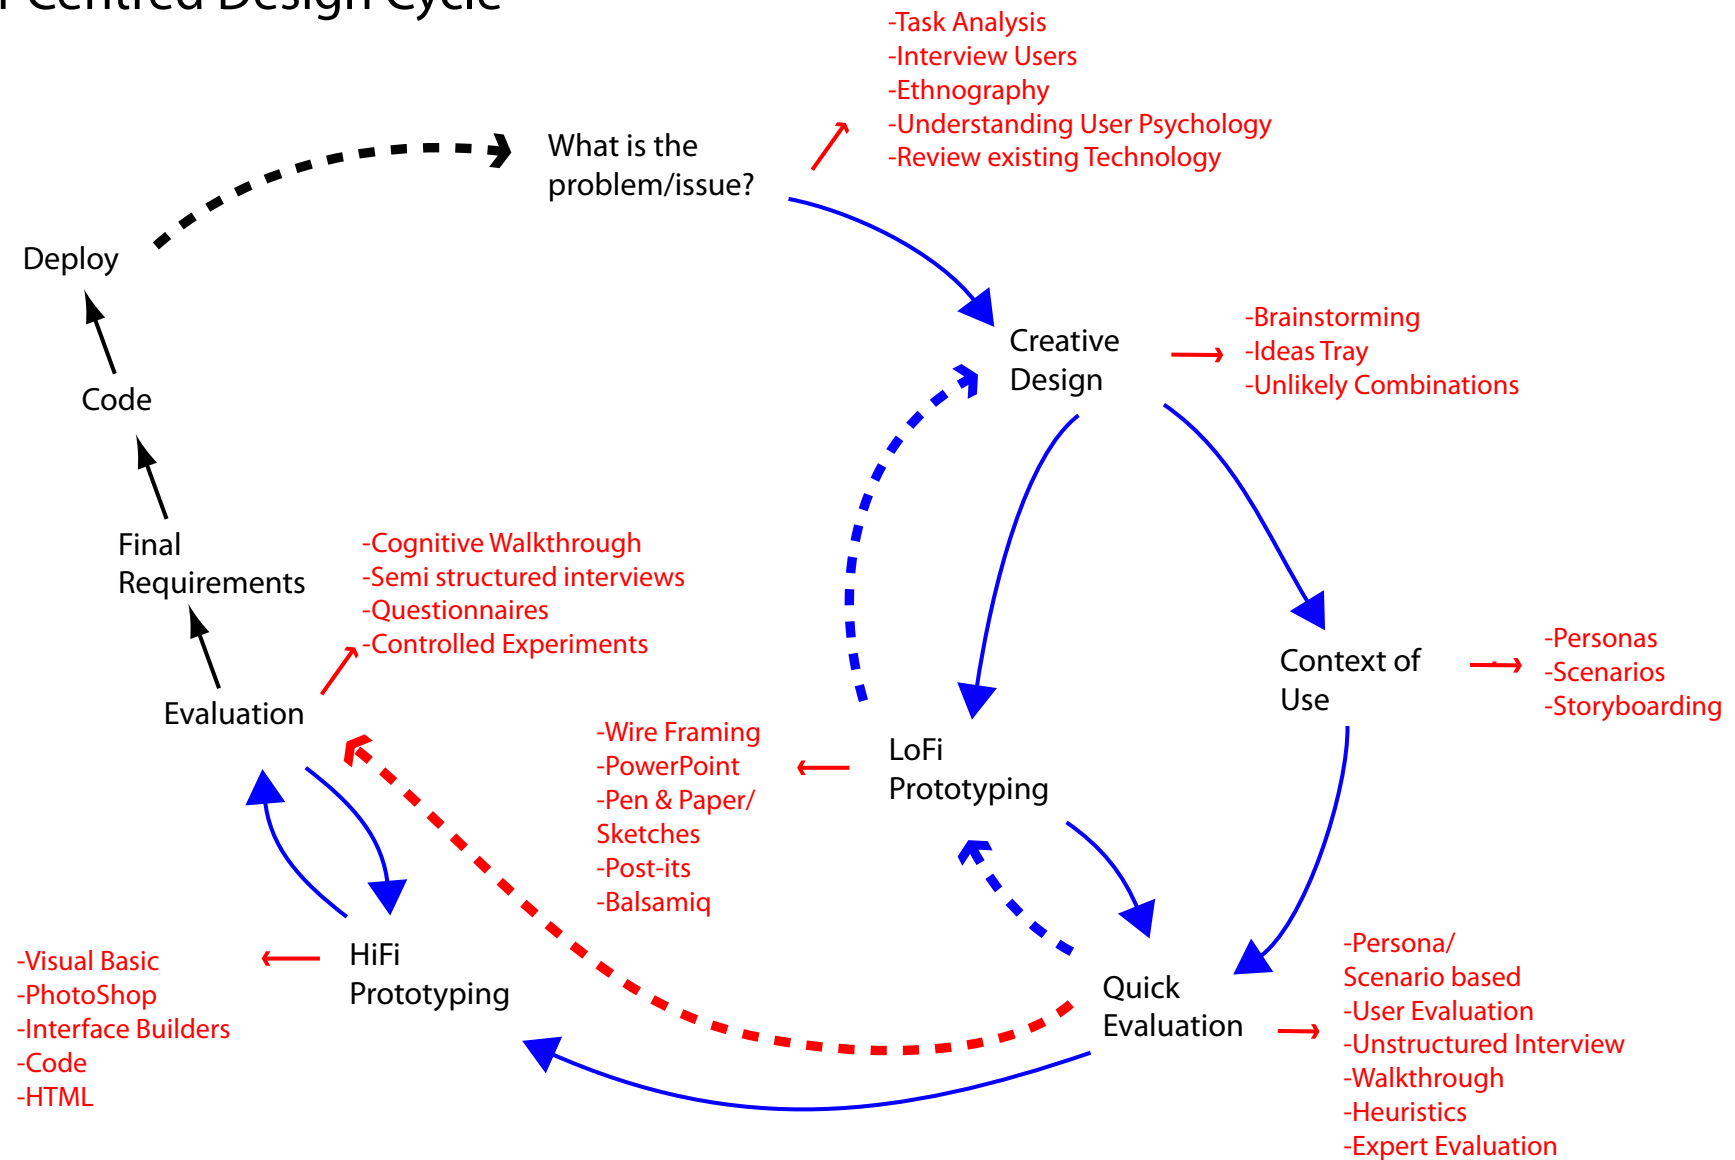 Centred Design Cycle
-Task Analysis
-Interview Users
-Ethnography
-Understanding User Psychology
-Review existing Technology
What is the
problem/issue?
Deploy
Code
Final
Requirements
Evaluation
-Cognitive Walkthrough
-Semi structured interviews
-Questionnaires
-Controlled Experiments
Creative
Design
-Brainstorming
-Ideas Tray
-Unlikely Combinations
Context of
Use
-Personas
-Scenarios
-Storyboarding
LoFi
Prototyping
-Wire Framing
-PowerPoint
-Pen & Paper/
Sketches
-Post-its
-Balsamiq
HiFi
Prototyping
-Visual Basic
-PhotoShop
-Interface Builders
-Code
-HTML
Quick
Evaluation
-Persona/
Scenario based
-User Evaluation
-Unstructured Interview
-Walkthrough
-Heuristics
-Expert Evaluation